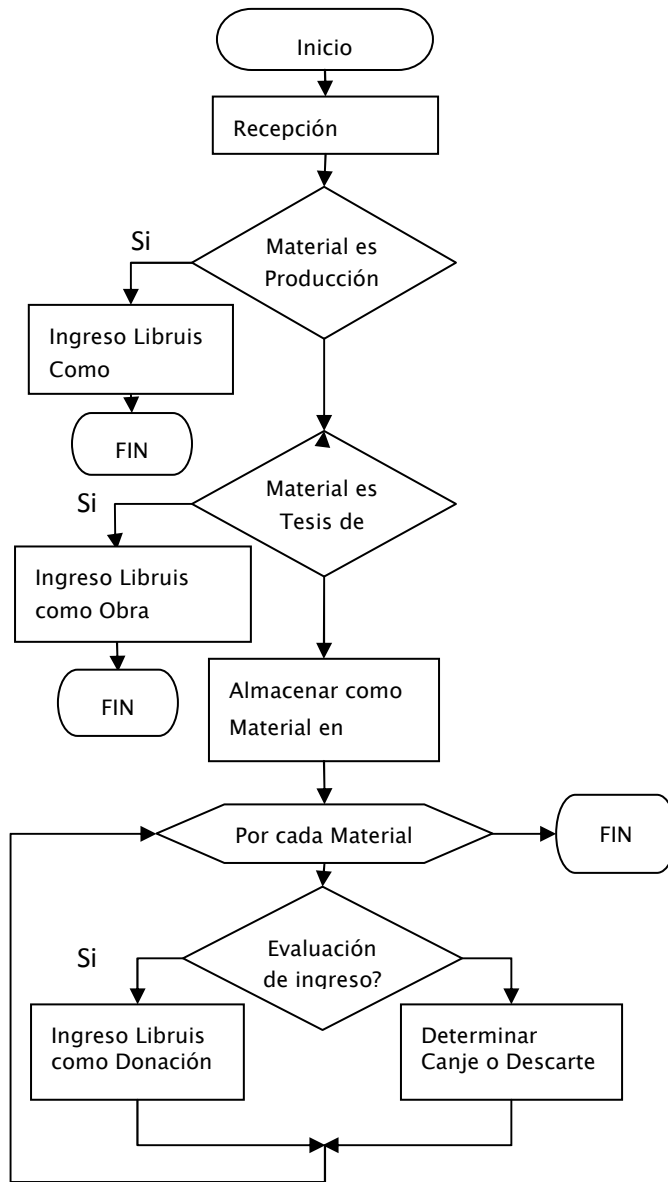 Inicio
Recepción
Material es
Producción
Si
Ingreso Libruis
Como
FIN
Material es
Tesis de
Si
Ingreso Libruis
como Obra
FIN
Almacenar como
Material en
Por cada Material
FIN
Evaluación
de ingreso?
Si
Ingreso Libruis
como Donación
Determinar
Canje o Descarte